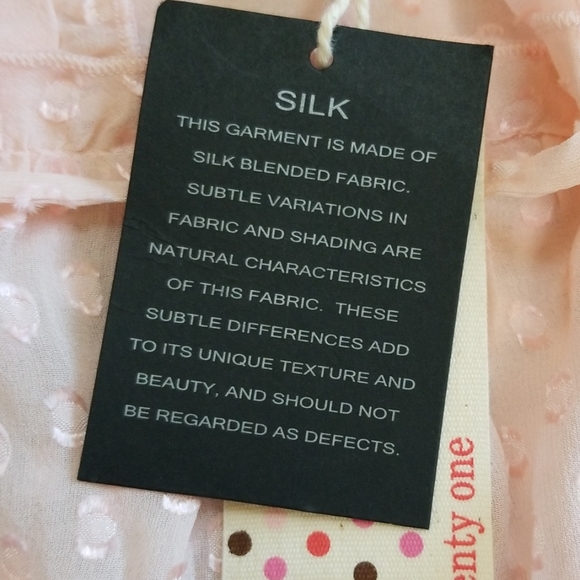 SILK
THIS GARMENT IS MADE OF
SILK BLENDED FABRIC.
SUBTLE VARIATIONS IN
FABRIC AND SHADING ARE
NATURAL CHARACTERISTICS
OF THIS FABRIC. THESE
SUBTLE DIFFERENCES ADD
TO ITS UNIQUE TEXTURE AND
BEAUTY, AND SHOULD NOT
BE REGARDED AS DEFECTS.
enty one